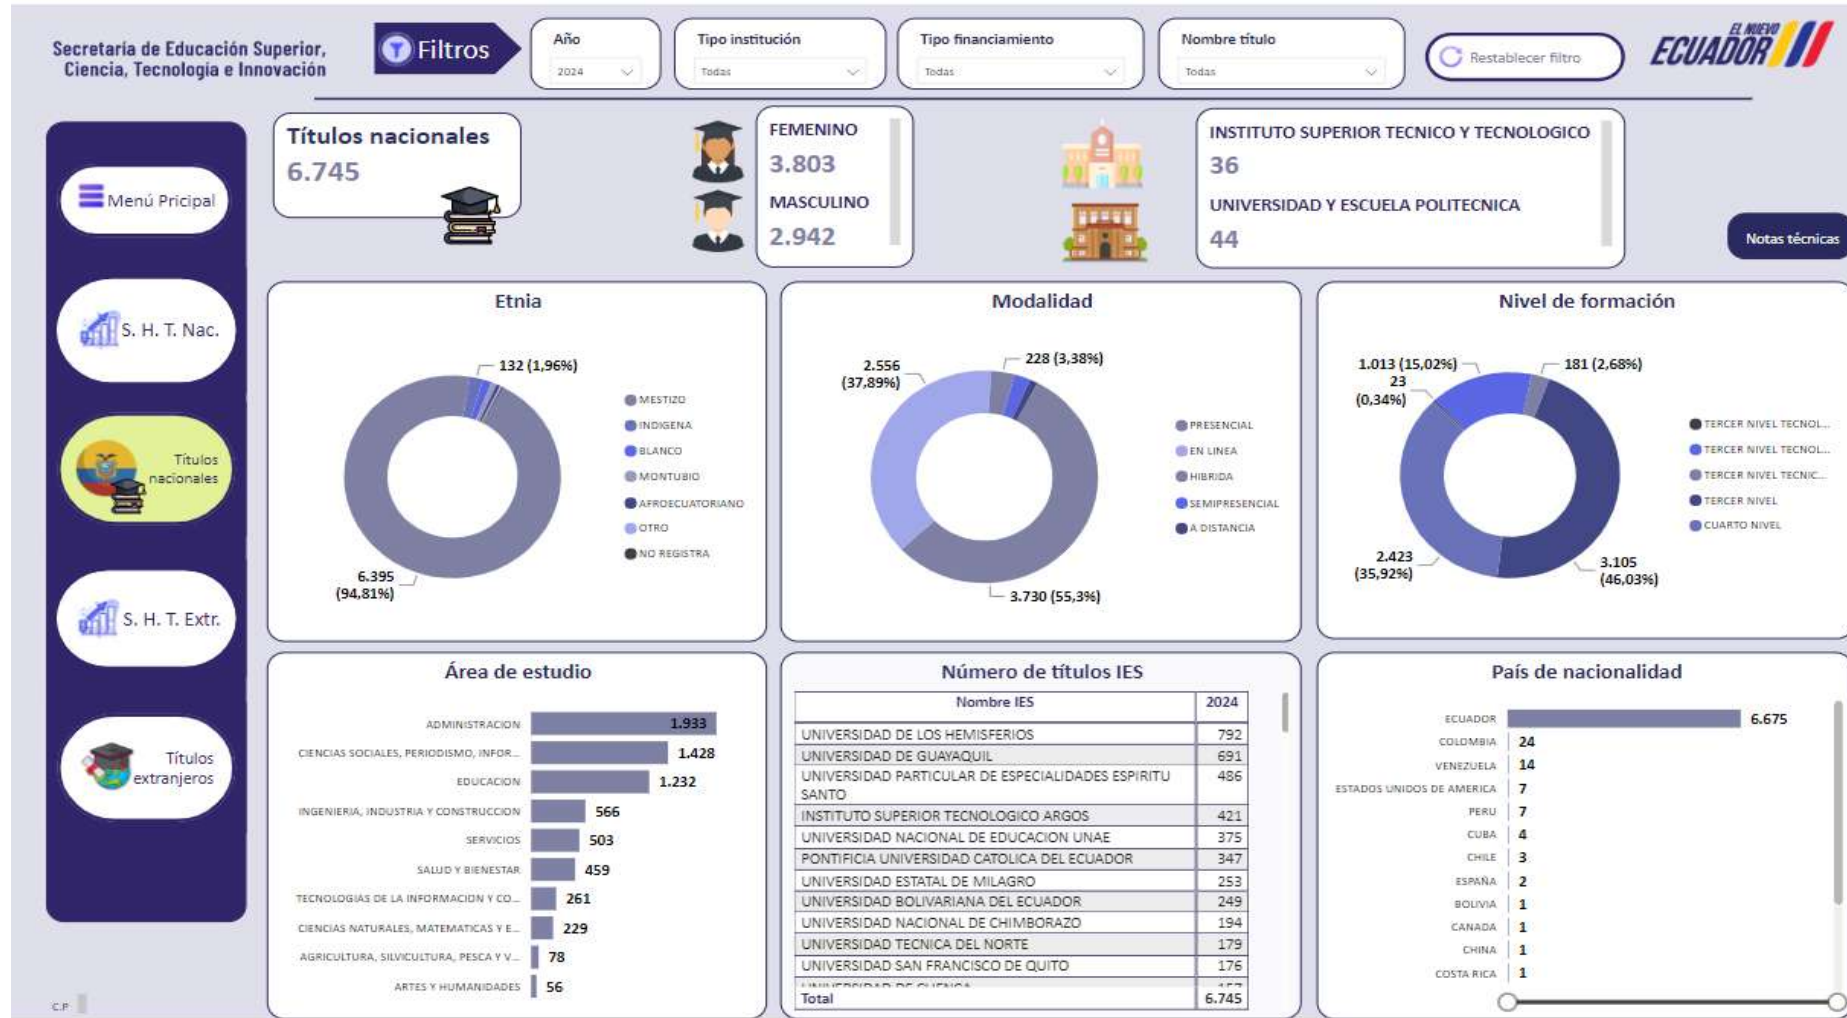 Secretaría de Educación Superior,
Ciencia, Tecnología e Innovación
Filtros
Año
2024
Tipo institución
Todas
Tipo financiamiento
Todas
Nombre título
Todas
Restablecer filtro
EL NUEVO
ECUADOR
Menú Pricipal
S. H. T. Nac.
Títulos
nacionales
S. H. T. Extr.
Títulos
extranjeros
C.P
Títulos nacionales
6.745
FEMENINO
3.803
MASCULINO
2.942
INSTITUTO SUPERIOR TECNICO Y TECNOLOGICO
36
UNIVERSIDAD Y ESCUELA POLITECNICA
44
Notas técnicas
Etnia
132 (1,96%)
6.395
(94,81%)
MESTIZO
INDIGENA
BLANCO
MONTUBIO
AFROECUATORIANO
OTRO
NO REGISTRA
Modalidad
2.556
(37,89%)
228 (3,38%)
3.730 (55,3%)
PRESENCIAL
EN LINEA
HIBRIDA
SEMIPRESENCIAL
A DISTANCIA
Nivel de formación
1.013 (15,02%)
23
(0,34%)
181 (2,68%)
2.423
(35,92%)
3.105
(46,03%)
TERCER NIVEL TECNOL...
TERCER NIVEL TECNOL...
TERCER NIVEL TECNIC...
TERCER NIVEL
CUARTO NIVEL
Área de estudio
ADMINISTRACION 1.933
CIENCIAS SOCIALES, PERIODISMO, INFOR... 1.428
EDUCACION 1.232
INGENIERIA, INDUSTRIA Y CONSTRUCCION 566
SERVICIOS 503
SALUD Y BIENESTAR 459
TECNOLOGIAS DE LA INFORMACION Y CO... 261
CIENCIAS NATURALES, MATEMATICAS Y E... 229
AGRICULTURA, SILVICULTURA, PESCA Y V... 78
ARTES Y HUMANIDADES 56
Número de títulos IES
Nombre IES 2024
UNIVERSIDAD DE LOS HEMISFERIOS 792
UNIVERSIDAD DE GUAYAQUIL 691
UNIVERSIDAD PARTICULAR DE ESPECIALIDADES ESPIRITU 486
SANTO
INSTITUTO SUPERIOR TECNOLOGICO ARGOS 421
UNIVERSIDAD NACIONAL DE EDUCACION UNAE 375
PONTIFICIA UNIVERSIDAD CATOLICA DEL ECUADOR 347
UNIVERSIDAD ESTATAL DE MILAGRO 253
UNIVERSIDAD BOLIVARIANA DEL ECUADOR 249
UNIVERSIDAD NACIONAL DE CHIMBORAZO 194
UNIVERSIDAD TECNICA DEL NORTE 179
UNIVERSIDAD SAN FRANCISCO DE QUITO 176
UNIVERSIDAD DE CUENCA 157
Total 6.745
País de nacionalidad
ECUADOR 6.675
COLOMBIA 24
VENEZUELA 14
ESTADOS UNIDOS DE AMERICA 7
PERU 7
CUBA 4
CHILE 3
ESPAÑA 2
BOLIVIA 1
CANADA 1
CHINA 1
COSTA RICA 1